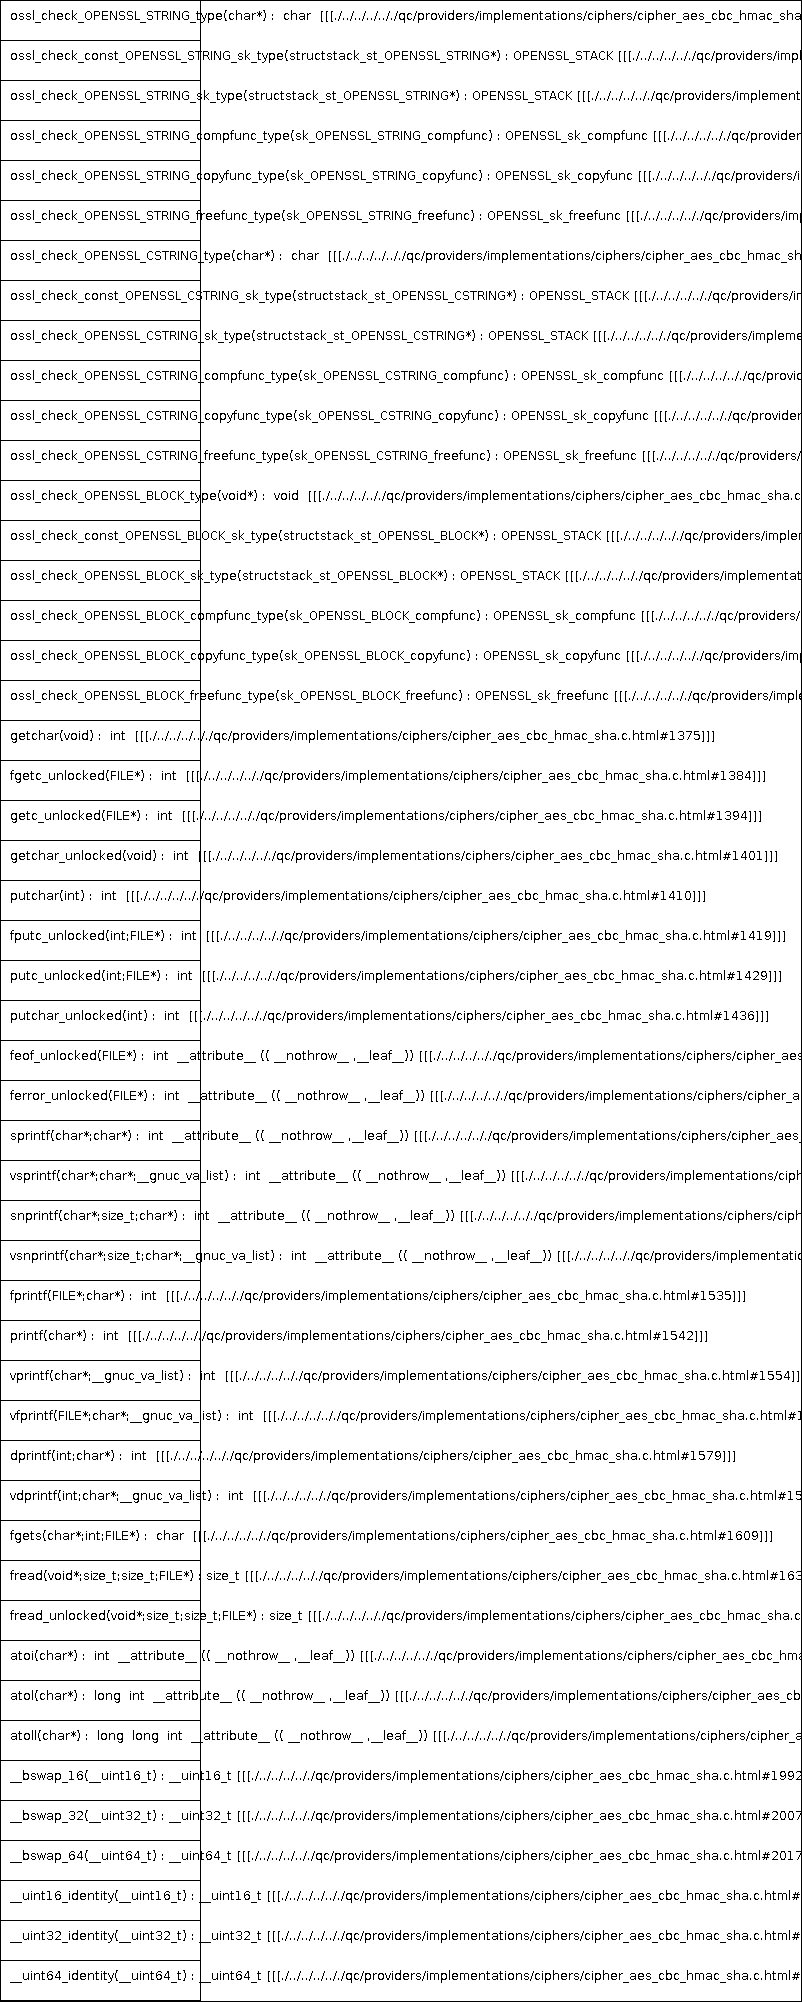 ossl_check_OPENSSL_STRING_type(char*) : char [[[./../../../../../qc/providers/implementations/ciphers/cipher_aes_cbc_hmac_sha
ossl_check_const_OPENSSL_STRING_sk_type(structstack_st_OPENSSL_STRING*) : OPENSSL_STACK [[[./../../../../../qc/providers/impl
ossl_check_OPENSSL_STRING_sk_type(structstack_st_OPENSSL_STRING*) : OPENSSL_STACK [[[./../../../../../qc/providers/implement
ossl_check_OPENSSL_STRING_compfunc_type(sk_OPENSSL_STRING_compfunc) : OPENSSL_sk_compfunc [[[./../../../../../qc/provider
ossl_check_OPENSSL_STRING_copyfunc_type(sk_OPENSSL_STRING_copyfunc) : OPENSSL_sk_copyfunc [[[./../../../../../qc/providers/i
ossl_check_OPENSSL_STRING_freefunc_type(sk_OPENSSL_STRING_freefunc) : OPENSSL_sk_freefunc [[[./../../../../../qc/providers/imp
ossl_check_OPENSSL_CSTRING_type(char*) : char [[[./../../../../../qc/providers/implementations/ciphers/cipher_aes_cbc_hmac_sh
ossl_check_const_OPENSSL_CSTRING_sk_type(structstack_st_OPENSSL_CSTRING*) : OPENSSL_STACK [[[./../../../../../qc/providers/im
ossl_check_OPENSSL_CSTRING_sk_type(structstack_st_OPENSSL_CSTRING*) : OPENSSL_STACK [[[./../../../../../qc/providers/impleme
ossl_check_OPENSSL_CSTRING_compfunc_type(sk_OPENSSL_CSTRING_compfunc) : OPENSSL_sk_compfunc [[[./../../../../../qc/provid
ossl_check_OPENSSL_CSTRING_copyfunc_type(sk_OPENSSL_CSTRING_copyfunc) : OPENSSL_sk_copyfunc [[[./../../../../../qc/provider
ossl_check_OPENSSL_CSTRING_freefunc_type(sk_OPENSSL_CSTRING_freefunc) : OPENSSL_sk_freefunc [[[./../../../../../qc/providers/
ossl_check_OPENSSL_BLOCK_type(void*) : void [[[./../../../../../qc/providers/implementations/ciphers/cipher_aes_cbc_hmac_sha.c
ossl_check_const_OPENSSL_BLOCK_sk_type(structstack_st_OPENSSL_BLOCK*) : OPENSSL_STACK [[[./../../../../../qc/providers/implem
ossl_check_OPENSSL_BLOCK_sk_type(structstack_st_OPENSSL_BLOCK*) : OPENSSL_STACK [[[./../../../../../qc/providers/implementat
ossl_check_OPENSSL_BLOCK_compfunc_type(sk_OPENSSL_BLOCK_compfunc) : OPENSSL_sk_compfunc [[[./../../../../../qc/providers/
ossl_check_OPENSSL_BLOCK_copyfunc_type(sk_OPENSSL_BLOCK_copyfunc) : OPENSSL_sk_copyfunc [[[./../../../../../qc/providers/imp
ossl_check_OPENSSL_BLOCK_freefunc_type(sk_OPENSSL_BLOCK_freefunc) : OPENSSL_sk_freefunc [[[./../../../../../qc/providers/imple
getchar(void) : int [[[./../../../../../qc/providers/implementations/ciphers/cipher_aes_cbc_hmac_sha.c.html#1375]]]
fgetc_unlocked(FILE*) : int [[[./../../../../../qc/providers/implementations/ciphers/cipher_aes_cbc_hmac_sha.c.html#1384]]]
getc_unlocked(FILE*) : int [[[./../../../../../qc/providers/implementations/ciphers/cipher_aes_cbc_hmac_sha.c.html#1394]]]
getchar_unlocked(void) : int [[[./../../../../../qc/providers/implementations/ciphers/cipher_aes_cbc_hmac_sha.c.html#1401]]]
putchar(int) : int [[[./../../../../../qc/providers/implementations/ciphers/cipher_aes_cbc_hmac_sha.c.html#1410]]]
fputc_unlocked(int;FILE*) : int [[[./../../../../../qc/providers/implementations/ciphers/cipher_aes_cbc_hmac_sha.c.html#1419]]]
putc_unlocked(int;FILE*) : int [[[./../../../../../qc/providers/implementations/ciphers/cipher_aes_cbc_hmac_sha.c.html#1429]]]
putchar_unlocked(int) : int [[[./../../../../../qc/providers/implementations/ciphers/cipher_aes_cbc_hmac_sha.c.html#1436]]]
feof_unlocked(FILE*) : int __attribute__ (( __nothrow__ ,__leaf__)) [[[./../../../../../qc/providers/implementations/ciphers/cipher_aes
ferror_unlocked(FILE*) : int __attribute__ (( __nothrow__ ,__leaf__)) [[[./../../../../../qc/providers/implementations/ciphers/cipher_a
sprintf(char*;char*) : int __attribute__ (( __nothrow__ ,__leaf__)) [[[./../../../../../qc/providers/implementations/ciphers/cipher_aes_
vsprintf(char*;char*;__gnuc_va_list) : int __attribute__ (( __nothrow__ ,__leaf__)) [[[./../../../../../qc/providers/implementations/ciph
snprintf(char*;size_t;char*) : int __attribute__ (( __nothrow__ ,__leaf__)) [[[./../../../../../qc/providers/implementations/ciphers/ciph
vsnprintf(char*;size_t;char*;__gnuc_va_list) : int __attribute__ (( __nothrow__ ,__leaf__)) [[[./../../../../../qc/providers/implementatio
fprintf(FILE*;char*) : int [[[./../../../../../qc/providers/implementations/ciphers/cipher_aes_cbc_hmac_sha.c.html#1535]]]
printf(char*) : int [[[./../../../../../qc/providers/implementations/ciphers/cipher_aes_cbc_hmac_sha.c.html#1542]]]
vprintf(char*;__gnuc_va_list) : int [[[./../../../../../qc/providers/implementations/ciphers/cipher_aes_cbc_hmac_sha.c.html#1554]]]
vfprintf(FILE*;char*;__gnuc_va_list) : int [[[./../../../../../qc/providers/implementations/ciphers/cipher_aes_cbc_hmac_sha.c.html#1
dprintf(int;char*) : int [[[./../../../../../qc/providers/implementations/ciphers/cipher_aes_cbc_hmac_sha.c.html#1579]]]
vdprintf(int;char*;__gnuc_va_list) : int [[[./../../../../../qc/providers/implementations/ciphers/cipher_aes_cbc_hmac_sha.c.html#15
fgets(char*;int;FILE*) : char [[[./../../../../../qc/providers/implementations/ciphers/cipher_aes_cbc_hmac_sha.c.html#1609]]]
fread(void*;size_t;size_t;FILE*) : size_t [[[./../../../../../qc/providers/implementations/ciphers/cipher_aes_cbc_hmac_sha.c.html#163
fread_unlocked(void*;size_t;size_t;FILE*) : size_t [[[./../../../../../qc/providers/implementations/ciphers/cipher_aes_cbc_hmac_sha.c
atoi(char*) : int __attribute__ (( __nothrow__ ,__leaf__)) [[[./../../../../../qc/providers/implementations/ciphers/cipher_aes_cbc_hma
atol(char*) : long int __attribute__ (( __nothrow__ ,__leaf__)) [[[./../../../../../qc/providers/implementations/ciphers/cipher_aes_cb
atoll(char*) : long long int __attribute__ (( __nothrow__ ,__leaf__)) [[[./../../../../../qc/providers/implementations/ciphers/cipher_a
__bswap_16(__uint16_t) : __uint16_t [[[./../../../../../qc/providers/implementations/ciphers/cipher_aes_cbc_hmac_sha.c.html#1992
__bswap_32(__uint32_t) : __uint32_t [[[./../../../../../qc/providers/implementations/ciphers/cipher_aes_cbc_hmac_sha.c.html#2007
__bswap_64(__uint64_t) : __uint64_t [[[./../../../../../qc/providers/implementations/ciphers/cipher_aes_cbc_hmac_sha.c.html#2017
__uint16_identity(__uint16_t) : __uint16_t [[[./../../../../../qc/providers/implementations/ciphers/cipher_aes_cbc_hmac_sha.c.html#
__uint32_identity(__uint32_t) : __uint32_t [[[./../../../../../qc/providers/implementations/ciphers/cipher_aes_cbc_hmac_sha.c.html#
__uint64_identity(__uint64_t) : __uint64_t [[[./../../../../../qc/providers/implementations/ciphers/cipher_aes_cbc_hmac_sha.c.html#